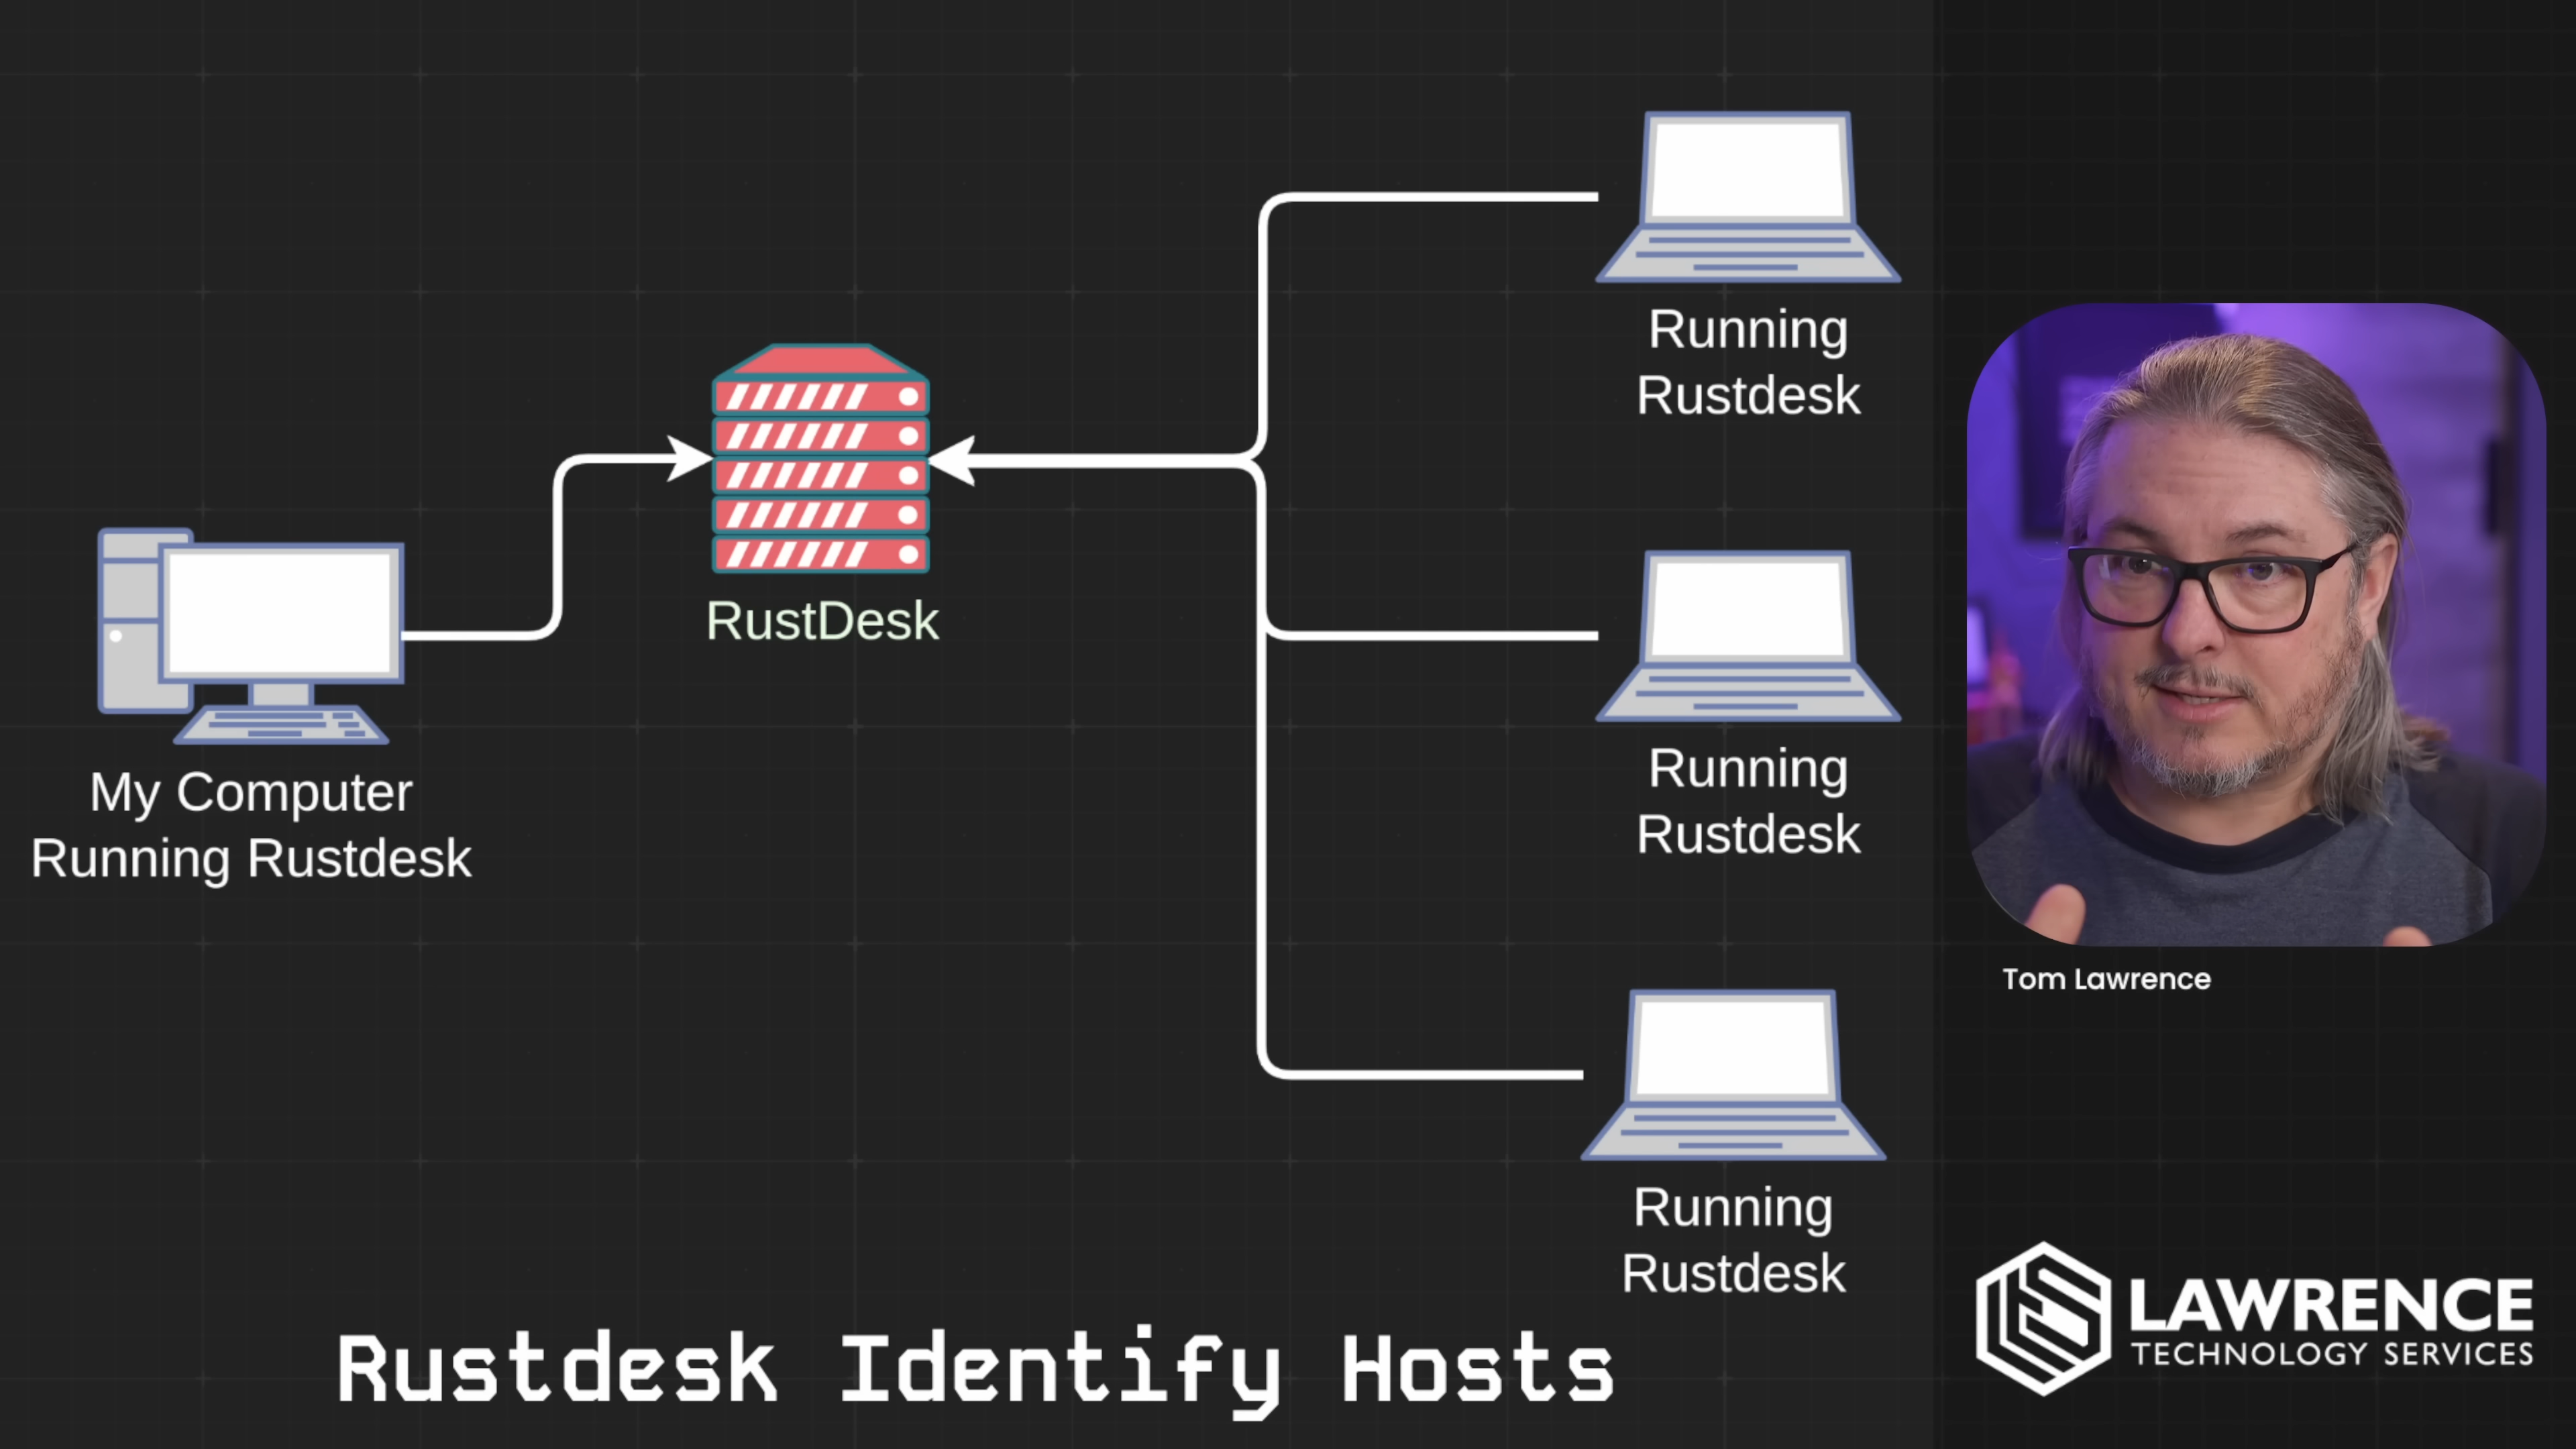 Running
Rustdesk
RustDesk
My Computer
Running Rustdesk
Running
Rustdesk
Tom Lawrence
Running
Rustdesk
Rustdesk Identify Hosts
LAWRENCE
TECHNOLOGY SERVICES